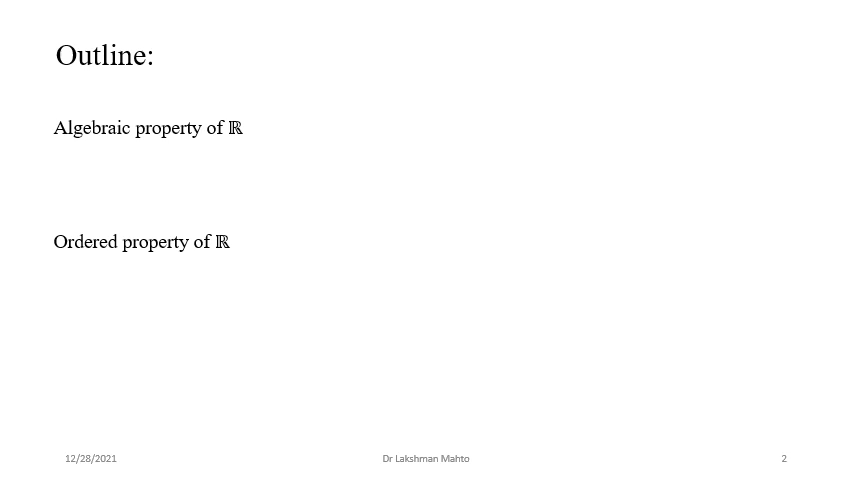 Outline:
Algebraic property of ℝ
Ordered property of ℝ
12/28/2021
Dr Lakshman Mahto
2